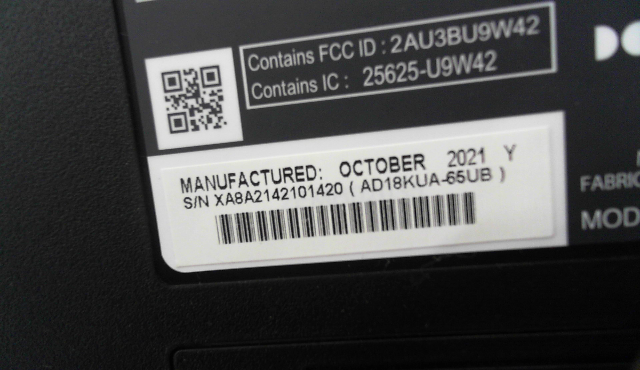 Contains FCC ID : 2AU3BU9W42
Contains IC : 25625-U9W42
MANUFACTURED: OCTOBER 2021 Y
S/N XA8A2142101420 ( AD18KUA-65UB )
FABRIC
MOD